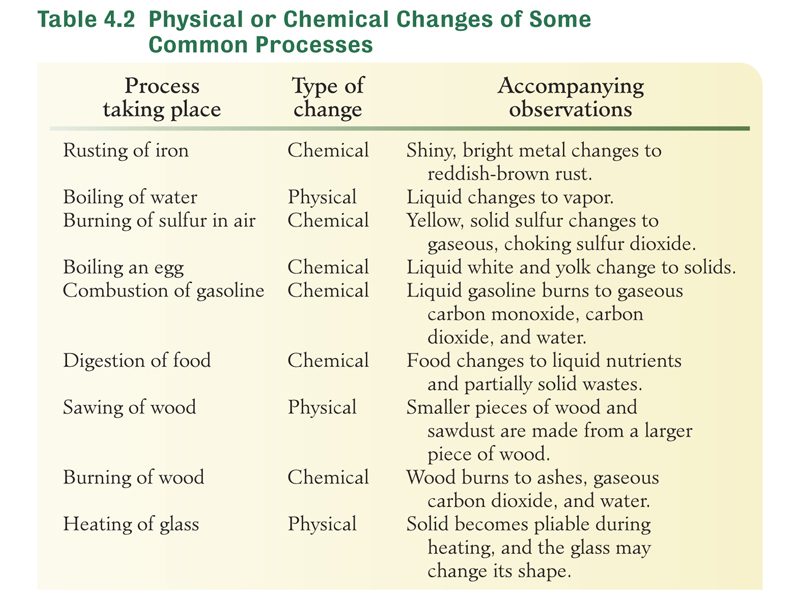 Table 4.2 Physical or Chemical Changes of Some
Common Processes
Process Type of Accompanying
taking place change observations
Rusting of iron Chemical Shiny, bright metal changes to
reddish-brown rust.
Boiling of water Physical Liquid changes to vapor.
Burning of sulfur in air Chemical Yellow, solid sulfur changes to
gaseous, choking sulfur dioxide.
Boiling an egg Chemical Liquid white and yolk change to solids.
Combustion of gasoline Chemical Liquid gasoline burns to gaseous
carbon monoxide, carbon
dioxide, and water.
Digestion of food Chemical Food changes to liquid nutrients
and partially solid wastes.
Sawing of wood Physical Smaller pieces of wood and
sawdust are made from a larger
piece of wood.
Burning of wood Chemical Wood burns to ashes, gaseous
carbon dioxide, and water.
Heating of glass Physical Solid becomes pliable during
heating, and the glass may
change its shape.